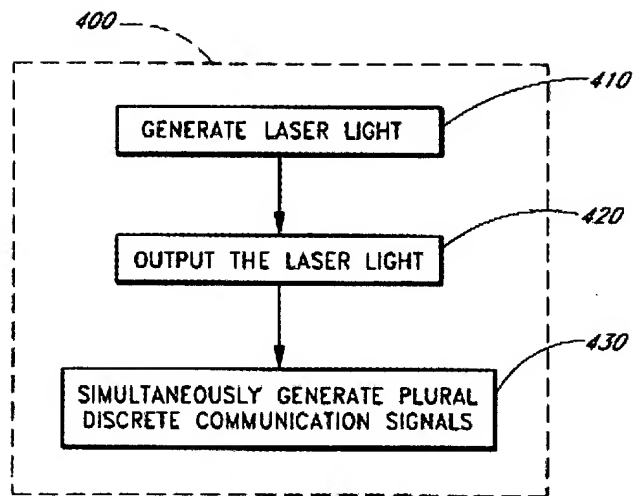 400
410
GENERATE LASER LIGHT
420
OUTPUT THE LASER LIGHT
430
SIMULTANEOUSLY GENERATE PLURAL
DISCRETE COMMUNICATION SIGNALS